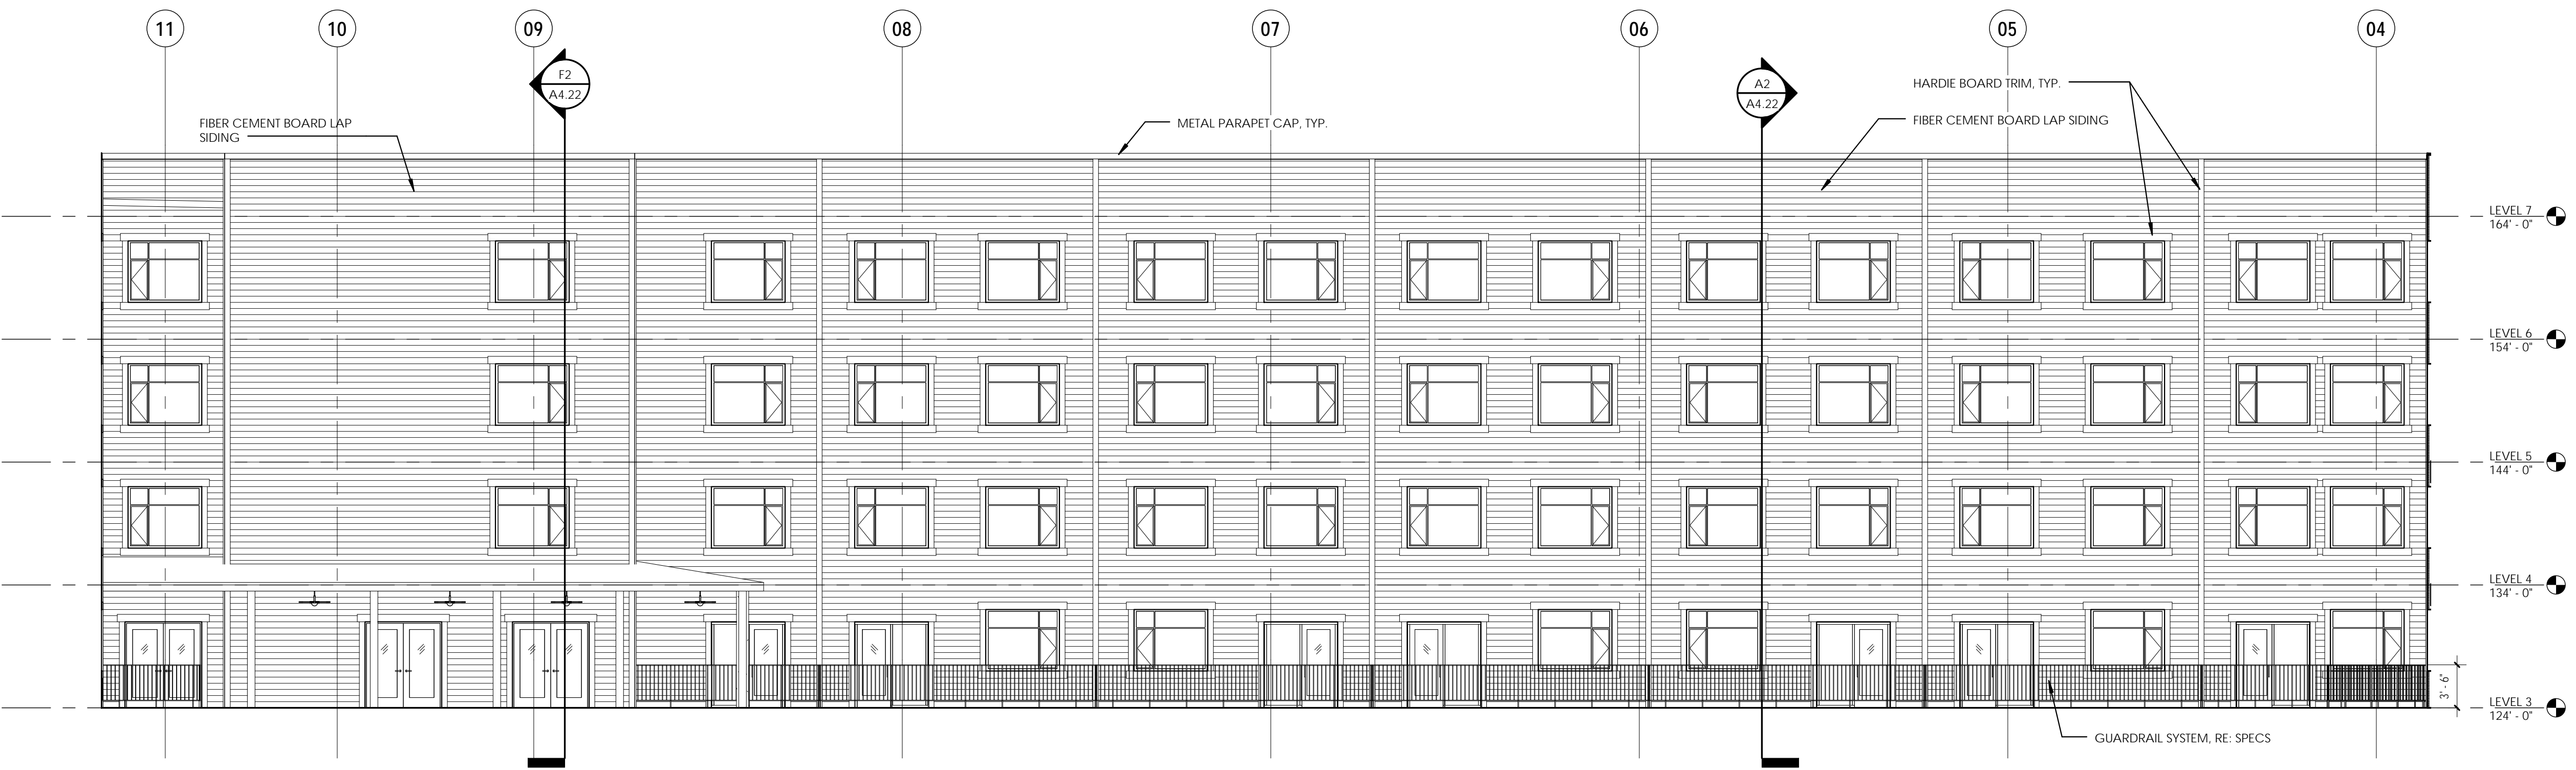 11
10
09
08
07
06
05
04
F2
A4.22
A2
A4.22
HARDIE BOARD TRIM, TYP.
FIBER CEMENT BOARD LAP
SIDING
METAL PARAPET CAP, TYP.
FIBER CEMENT BOARD LAP SIDING
LEVEL 7
164' - 0"
LEVEL 6
154' - 0"
LEVEL 5
144' - 0"
LEVEL 4
134' - 0"
3' - 6"
LEVEL 3
124' - 0"
GUARDRAIL SYSTEM, RE: SPECS